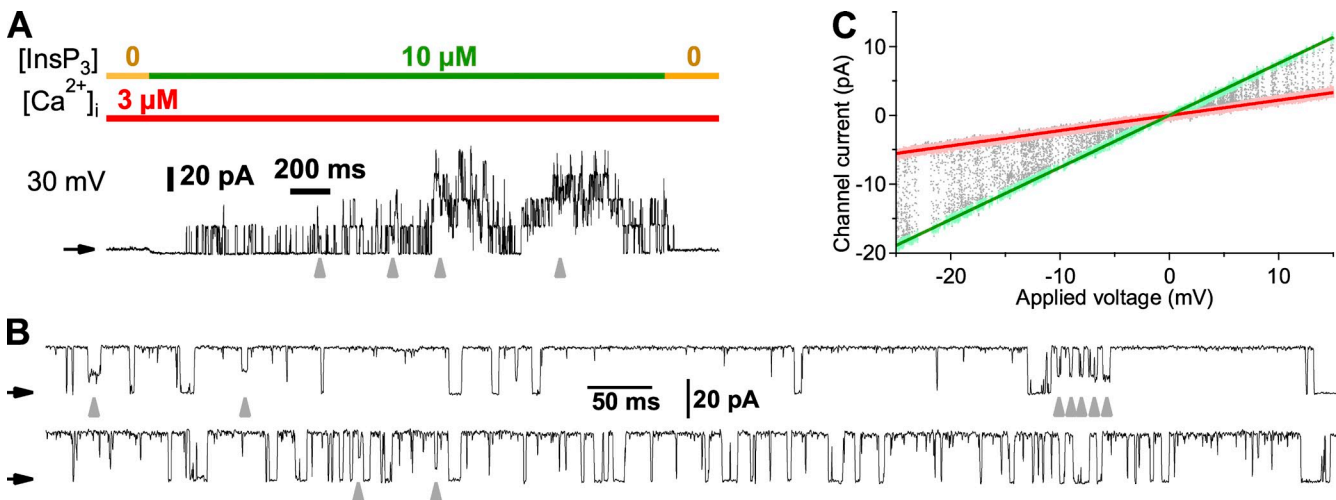 A
[InsP3]
0
10 μM
0
[Ca2+]i
3 μM
30 mV
20 pA
200 ms
B
50 ms
20 pA
C
Channel current (pA)
10
0
-10
-20
-20
-10
0
10
Applied voltage (mV)